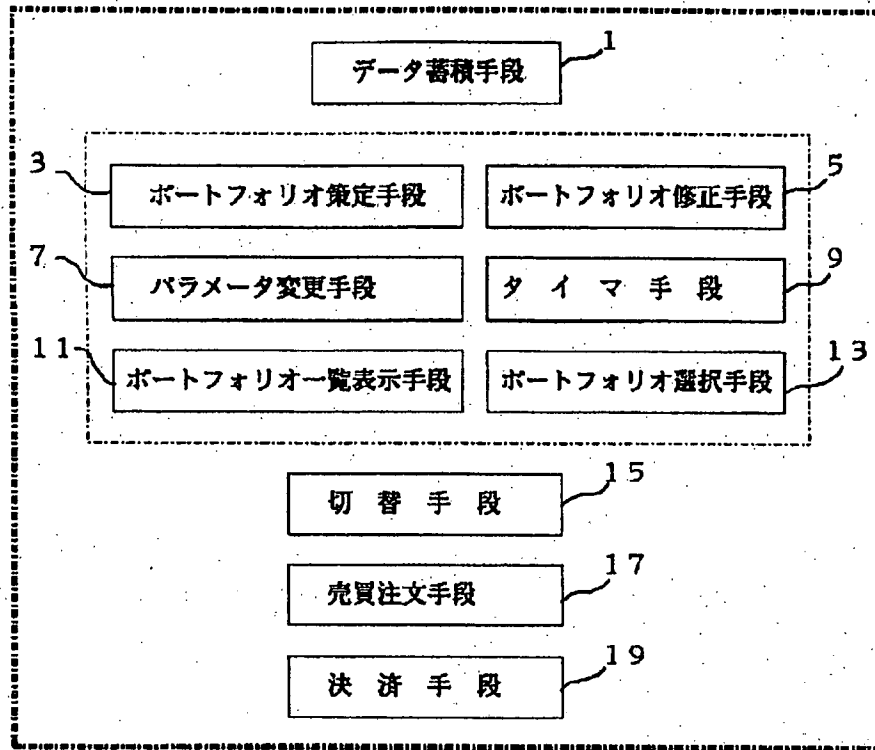 データ蓄積手段 1
3 ポートフォリオ策定手段 ポートフォリオ修正手段 5
7 パラメータ変更手段 タイマ手段 9
11 ポートフォリオ一覧表示手段 ポートフォリオ選択手段 13
切替手段 15
売買注文手段 17
決済手段 19